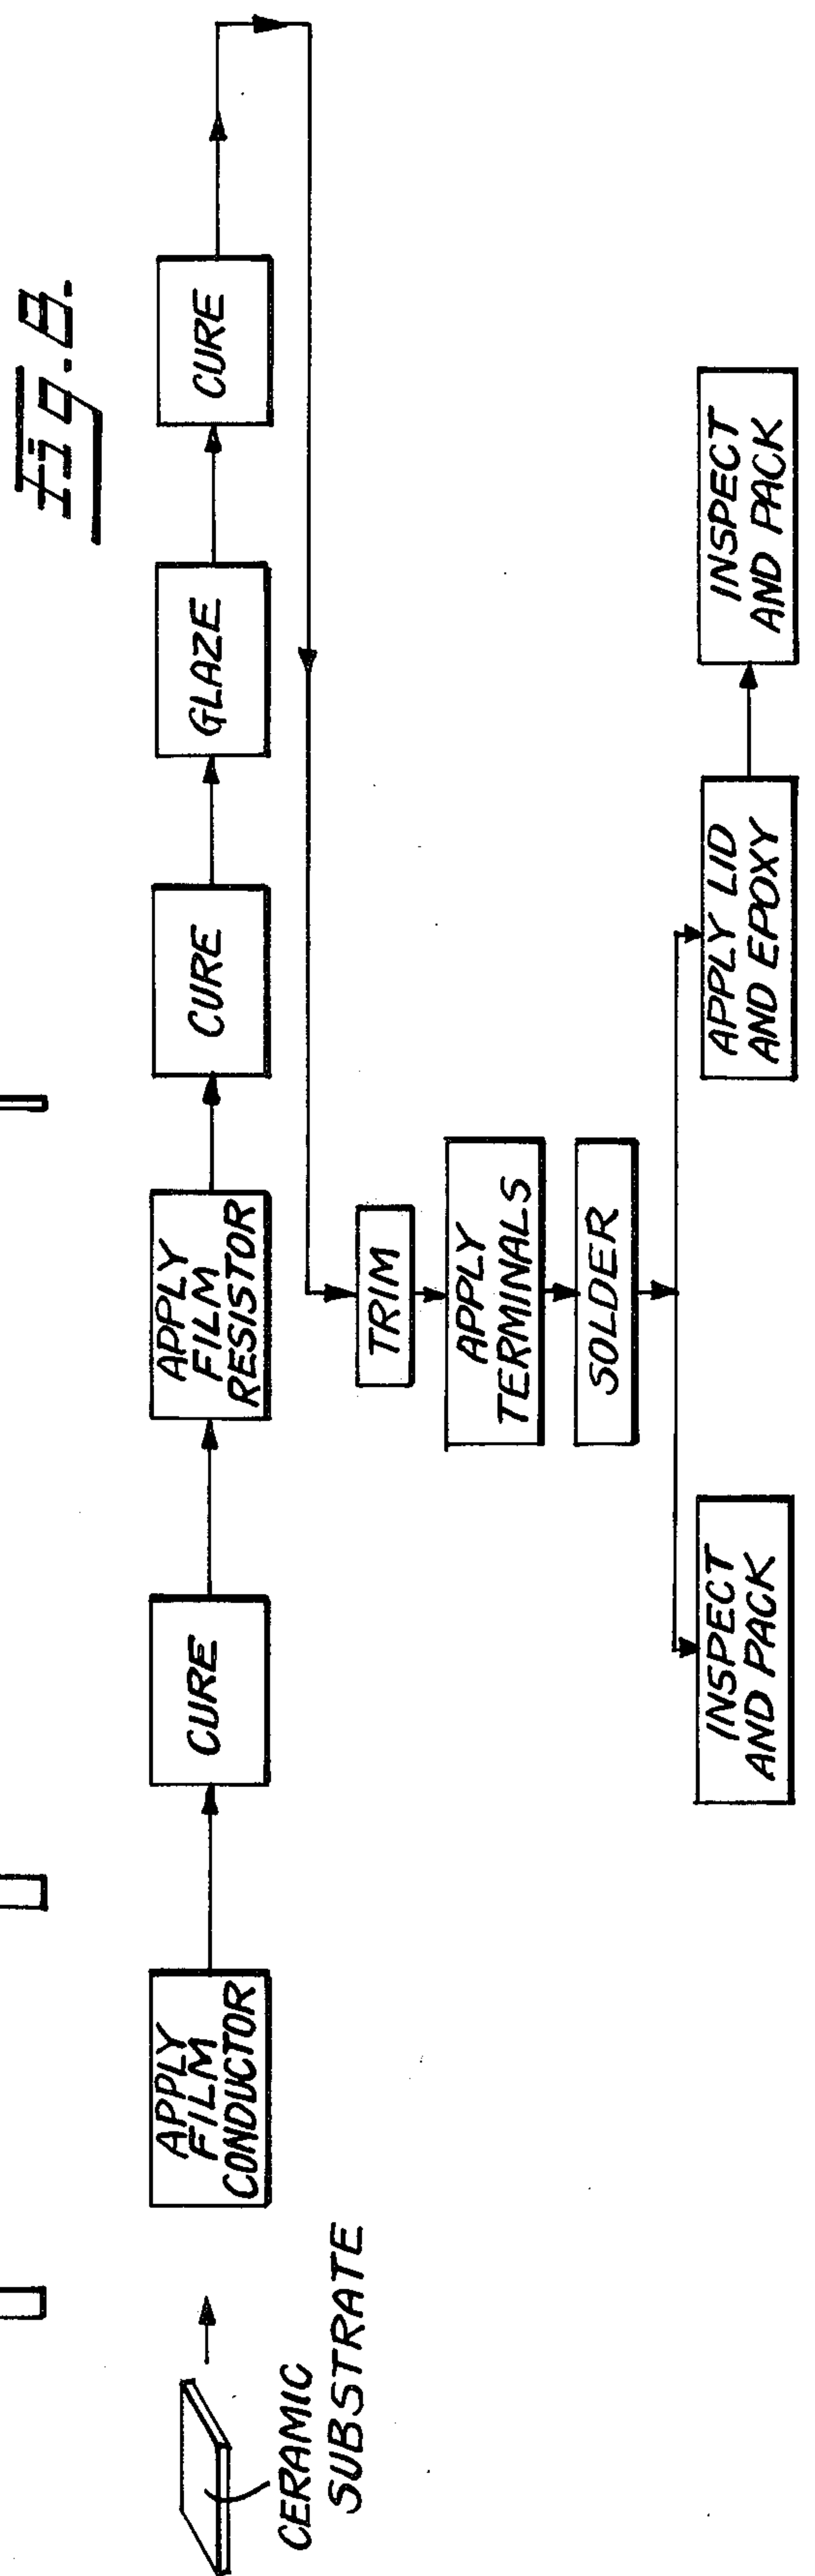 Fig. 8.
CERAMIC
SUBSTRATE
APPLY
FILM
CONDUCTOR
CURE
APPLY
FILM
RESISTOR
CURE
GLAZE
CURE
TRIM
APPLY
TERMINALS
SOLDER
INSPECT
AND PACK
APPLY LID
AND EPOXY
INSPECT
AND PACK